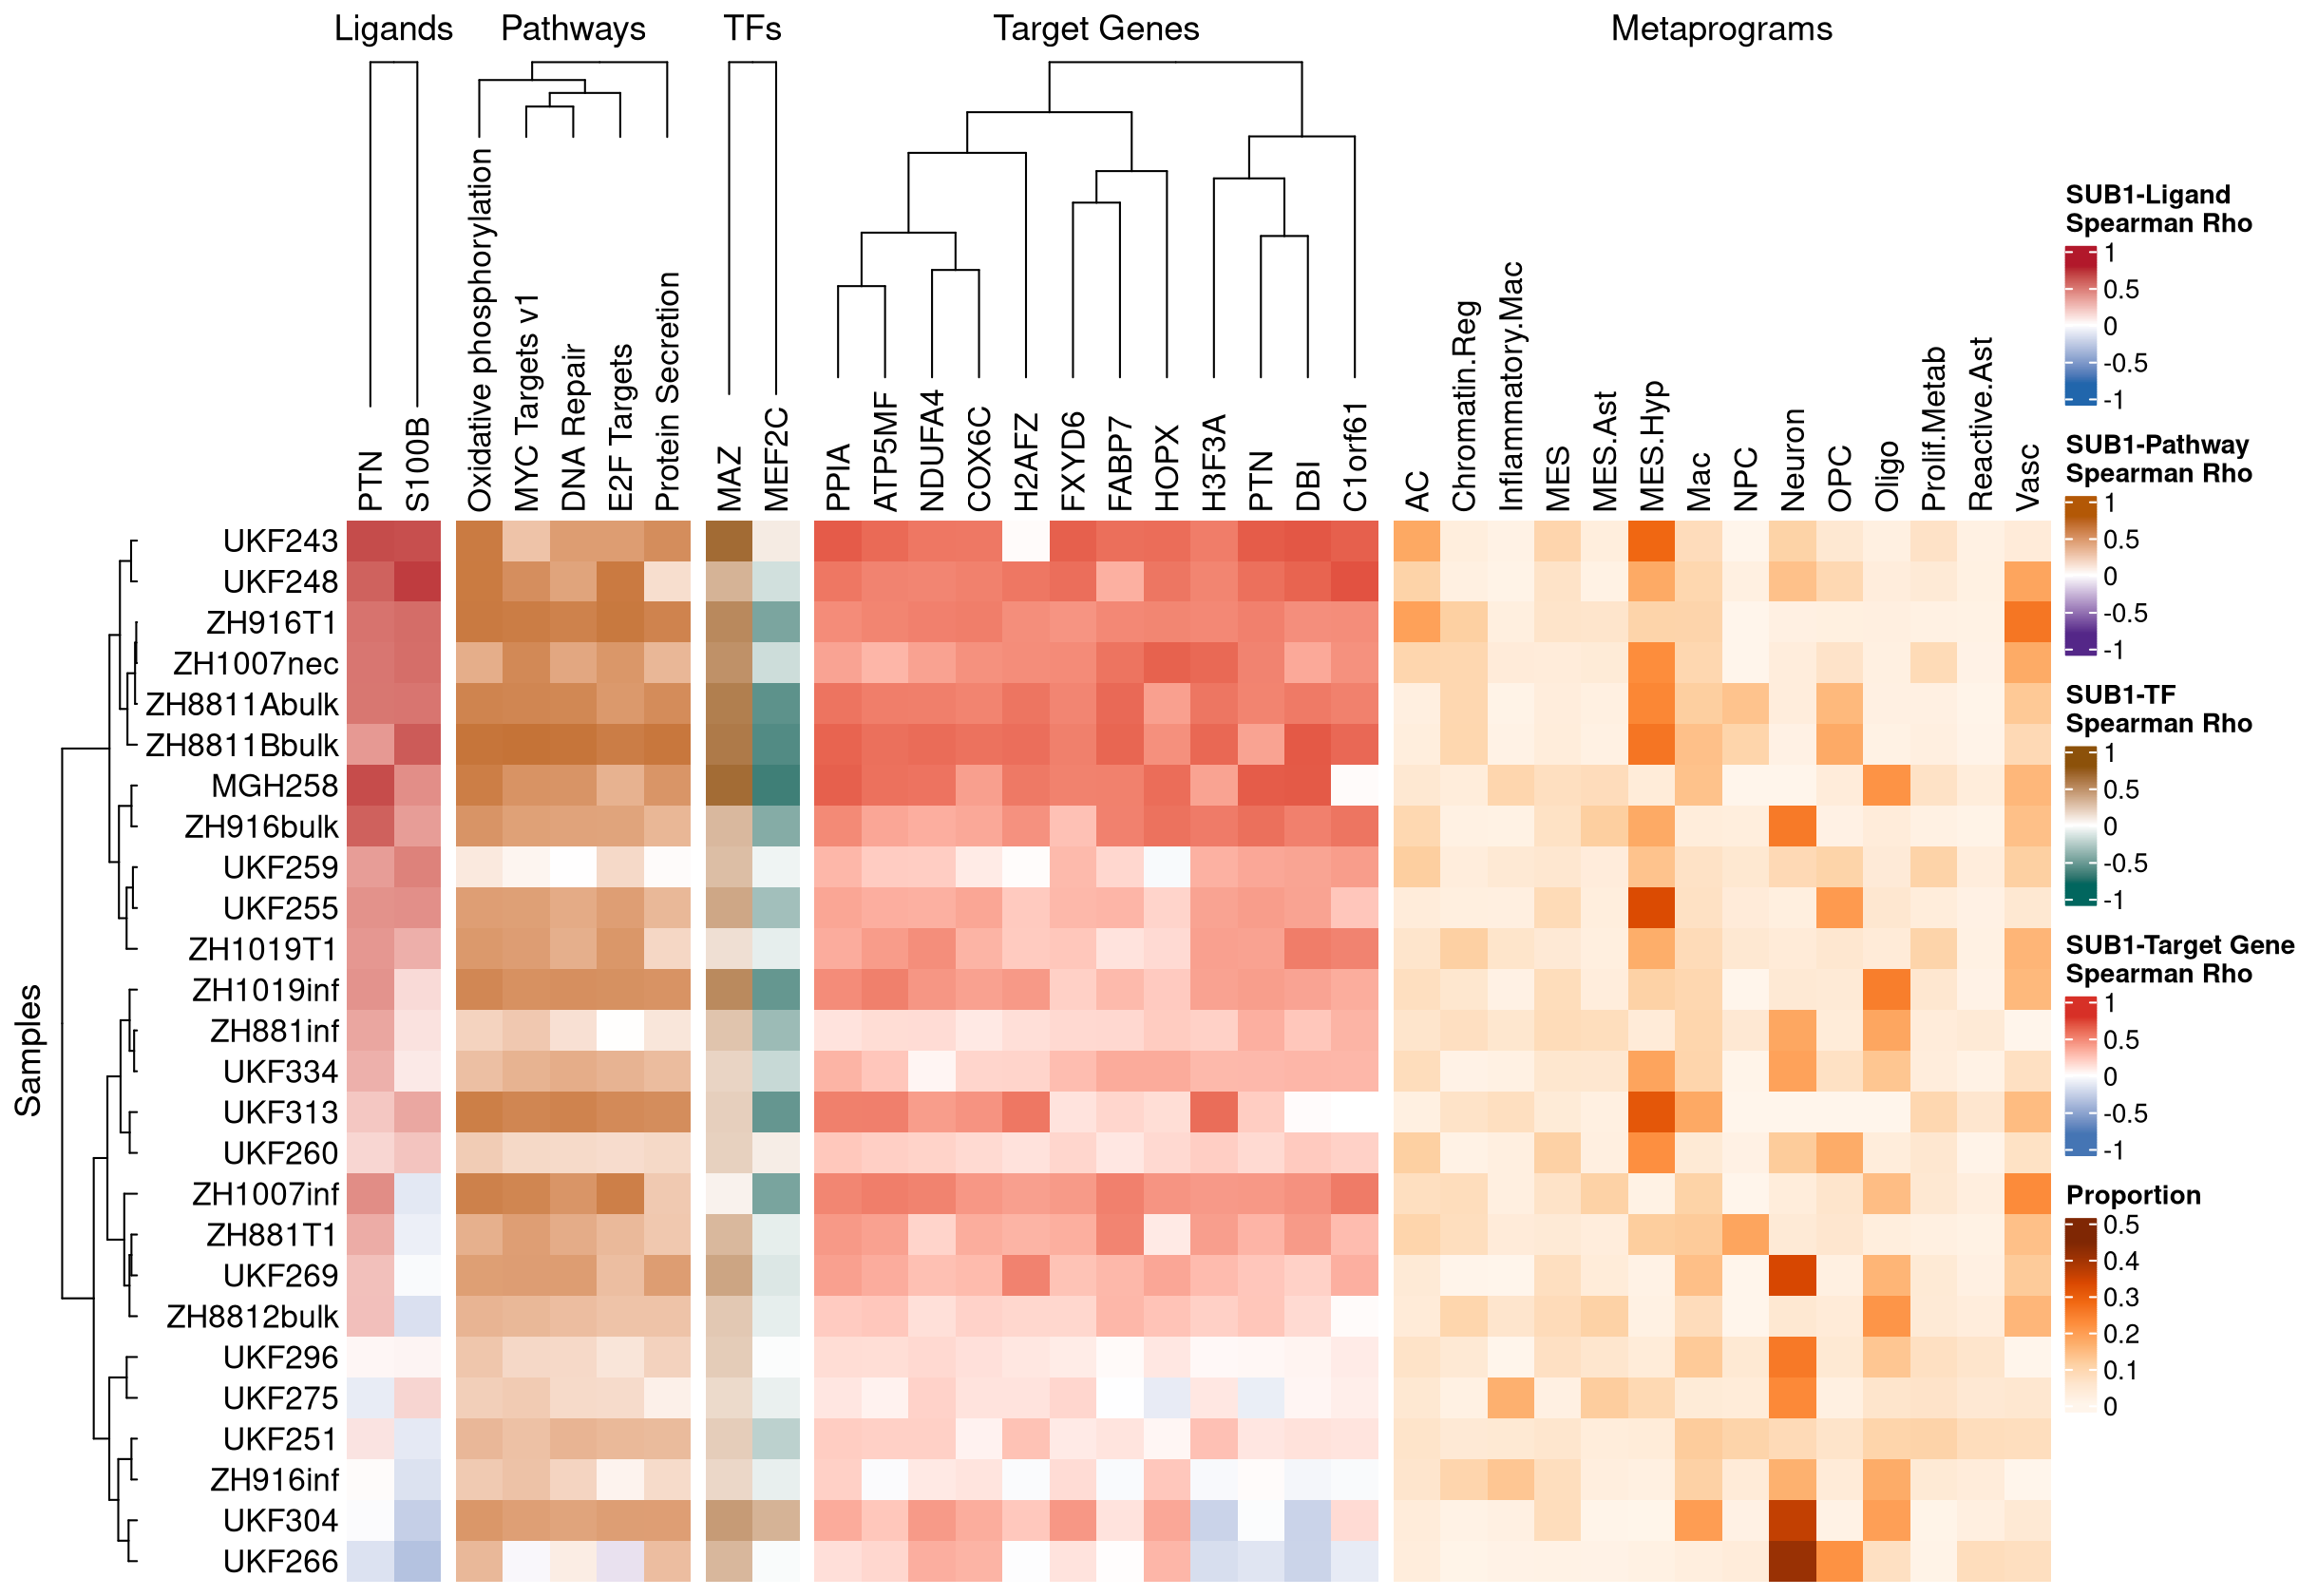 Ligands
Pathways
TFs
Target Genes
Metaprograms
PTN
S100B
Oxidative phosphorylation
MYC Targets v1
DNA Repair
E2F Targets
Protein Secretion
MAZ
MEF2C
PPIA
ATP5MF
NDUFA4
COX6C
H2AFZ
FXYD6
FABP7
HOPX
H3F3A
PTN
DBI
C1orf61
AC
Chromatin.Reg
Inflammatory.Mac
MES
MES.Ast
MES.Hyp
Mac
NPC
Neuron
OPC
Oligo
Prolif.Metab
Reactive.Ast
Vasc
Samples
UKF243
UKF248
ZH916T1
ZH1007nec
ZH8811Abulk
ZH8811Bbulk
MGH258
ZH916bulk
UKF259
UKF255
ZH1019T1
ZH1019inf
ZH881inf
UKF334
UKF313
UKF260
ZH1007inf
ZH881T1
UKF269
ZH8812bulk
UKF296
UKF275
UKF251
ZH916inf
UKF304
UKF266
SUB1-Ligand
Spearman Rho
1
0.5
0
-0.5
-1
SUB1-Pathway
Spearman Rho
1
0.5
0
-0.5
-1
SUB1-TF
Spearman Rho
1
0.5
0
-0.5
-1
SUB1-Target Gene
Spearman Rho
1
0.5
0
-0.5
-1
Proportion
0.5
0.4
0.3
0.2
0.1
0